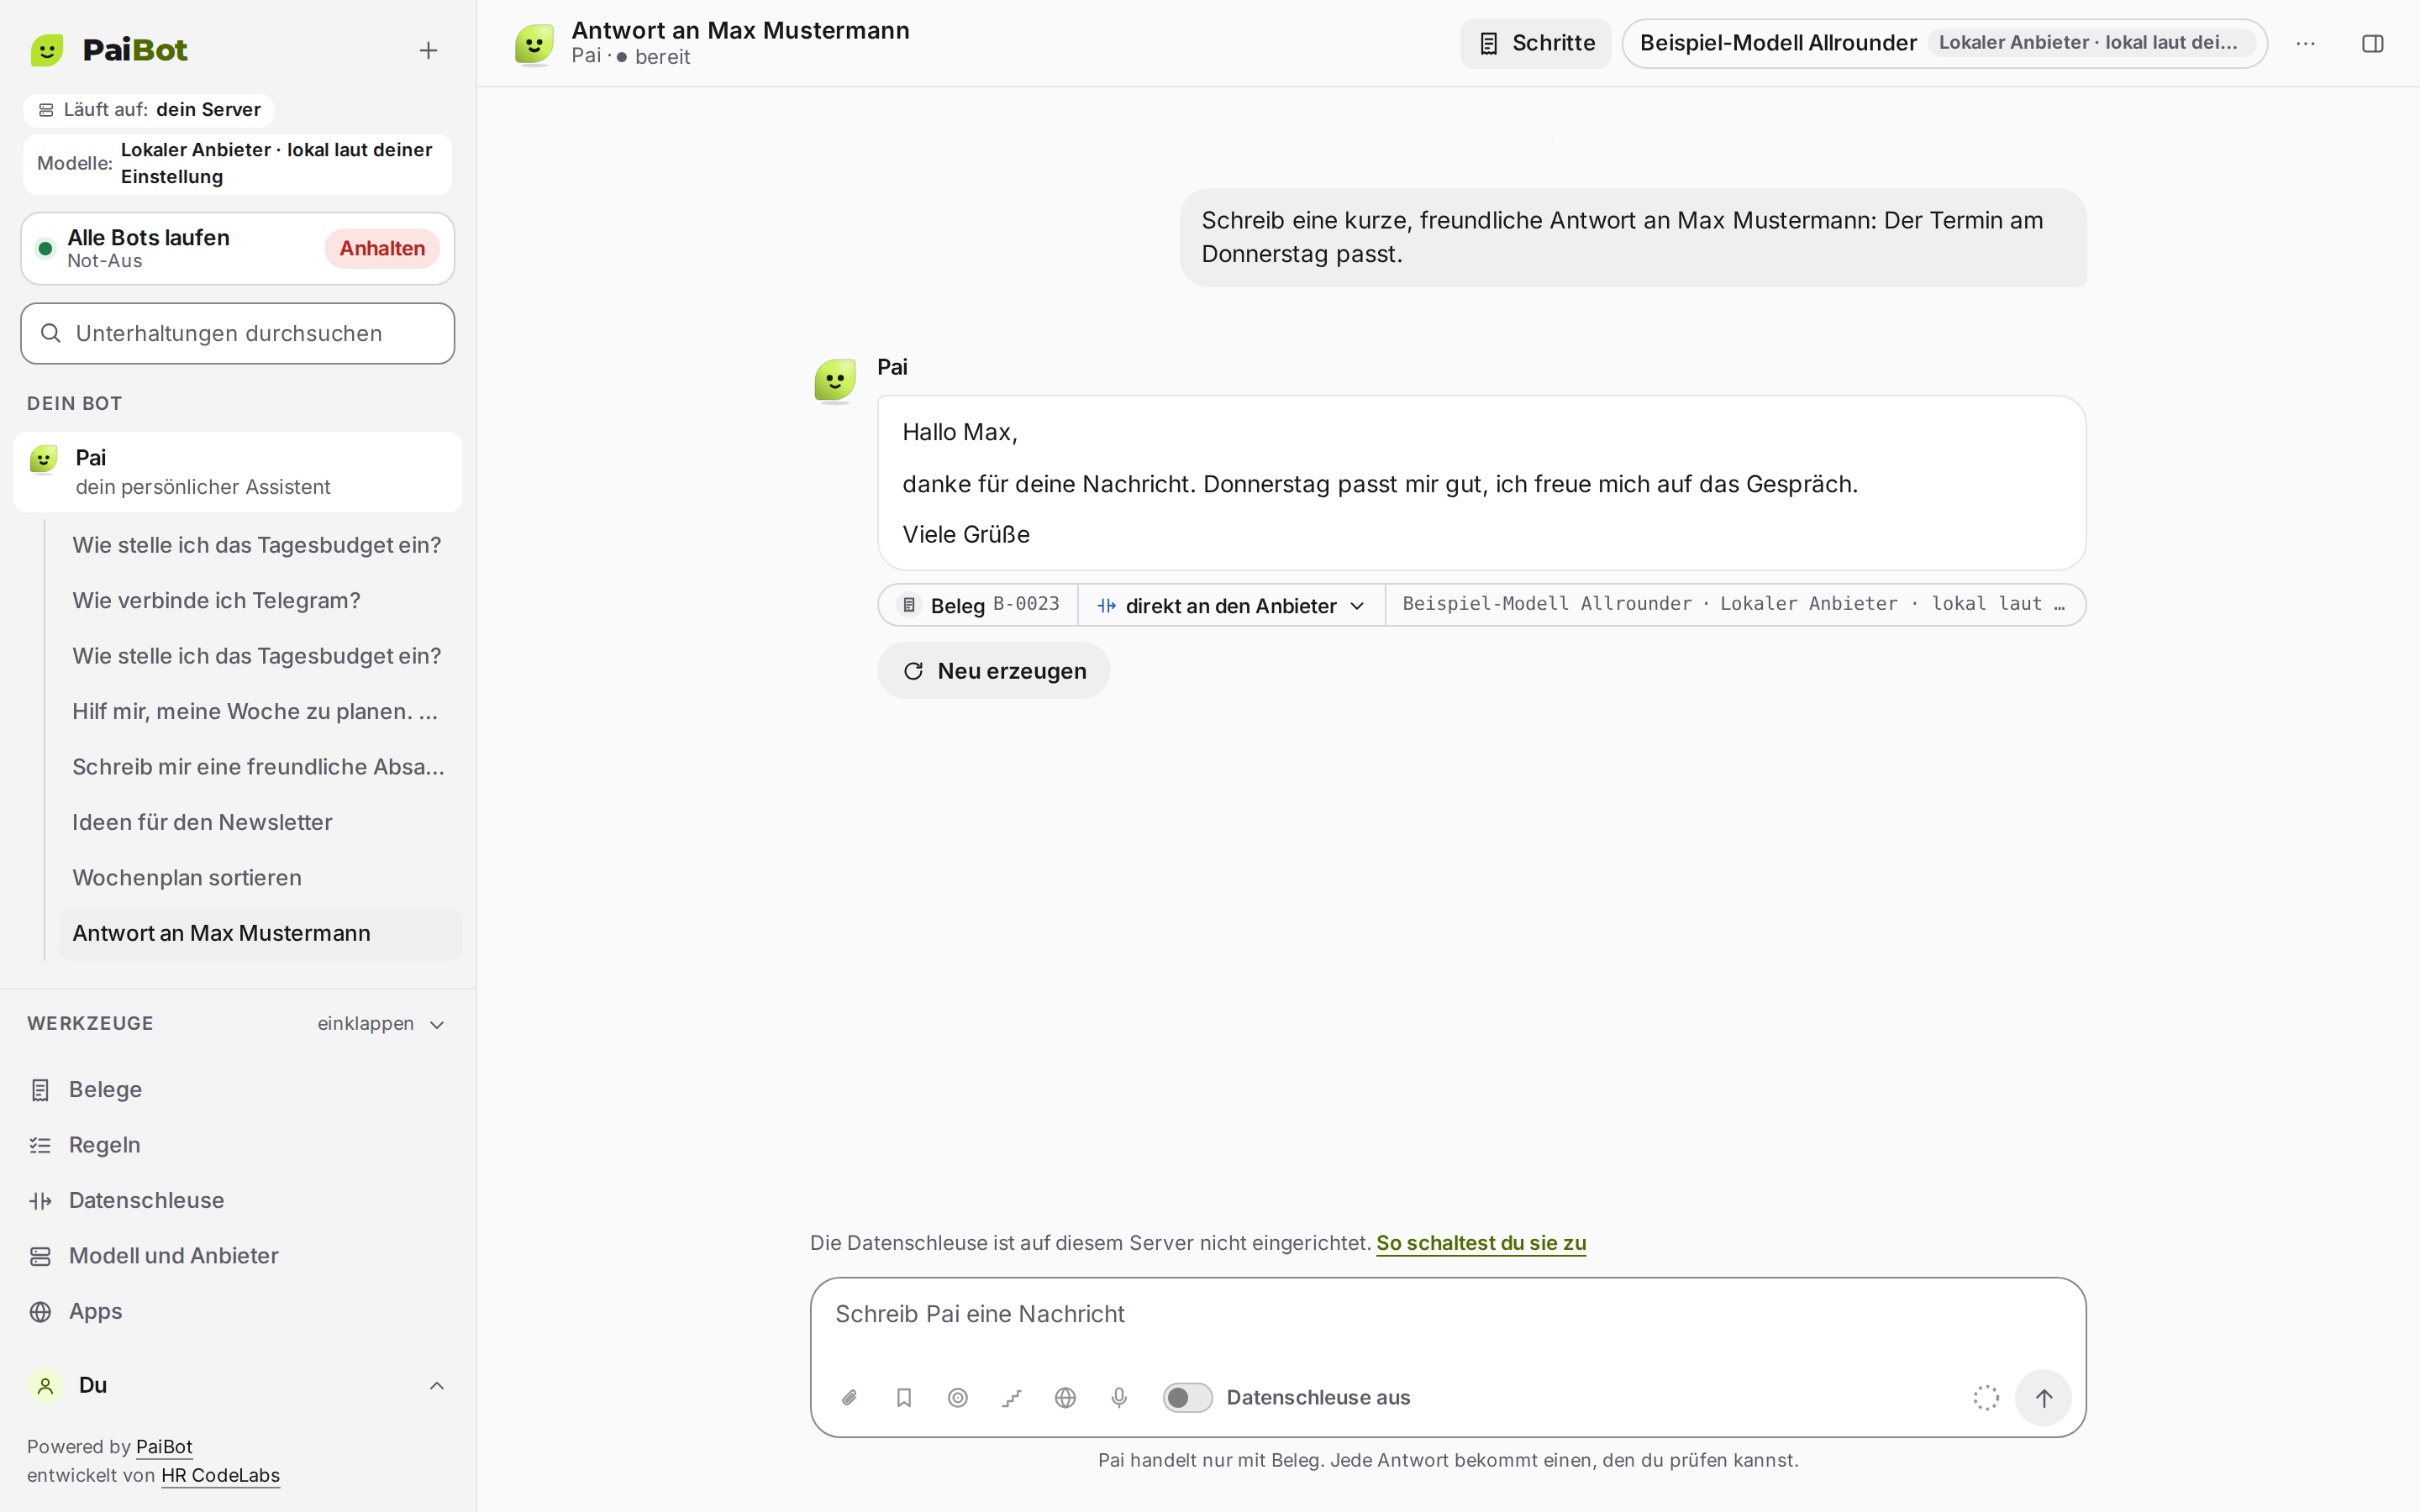 PaiBot
Läuft auf: dein Server
Modelle: Lokaler Anbieter · lokal laut deiner
Einstellung
Alle Bots laufen
Not-Aus
Anhalten
Unterhaltungen durchsuchen
DEIN BOT
Pai
dein persönlicher Assistent
Wie stelle ich das Tagesbudget ein?
Wie verbinde ich Telegram?
Wie stelle ich das Tagesbudget ein?
Hilf mir, meine Woche zu planen. ...
Schreib mir eine freundliche Absa...
Ideen für den Newsletter
Wochenplan sortieren
Antwort an Max Mustermann
WERKZEUGE
einklappen
Belege
Regeln
Datenschleuse
Modell und Anbieter
Apps
Du
Powered by PaiBot
entwickelt von HR CodeLabs
Antwort an Max Mustermann
Pai · bereit
Schritte
Beispiel-Modell Allrounder Lokaler Anbieter · lokal laut dei...
Schreib eine kurze, freundliche Antwort an Max Mustermann: Der Termin am
Donnerstag passt.
Pai
Hallo Max,
danke für deine Nachricht. Donnerstag passt mir gut, ich freue mich auf das Gespräch.
Viele Grüße
Beleg B-0023 direkt an den Anbieter Beispiel-Modell Allrounder · Lokaler Anbieter · lokal laut …
Neu erzeugen
Die Datenschleuse ist auf diesem Server nicht eingerichtet. So schaltest du sie zu
Schreib Pai eine Nachricht
Datenschleuse aus
Pai handelt nur mit Beleg. Jede Antwort bekommt einen, den du prüfen kannst.